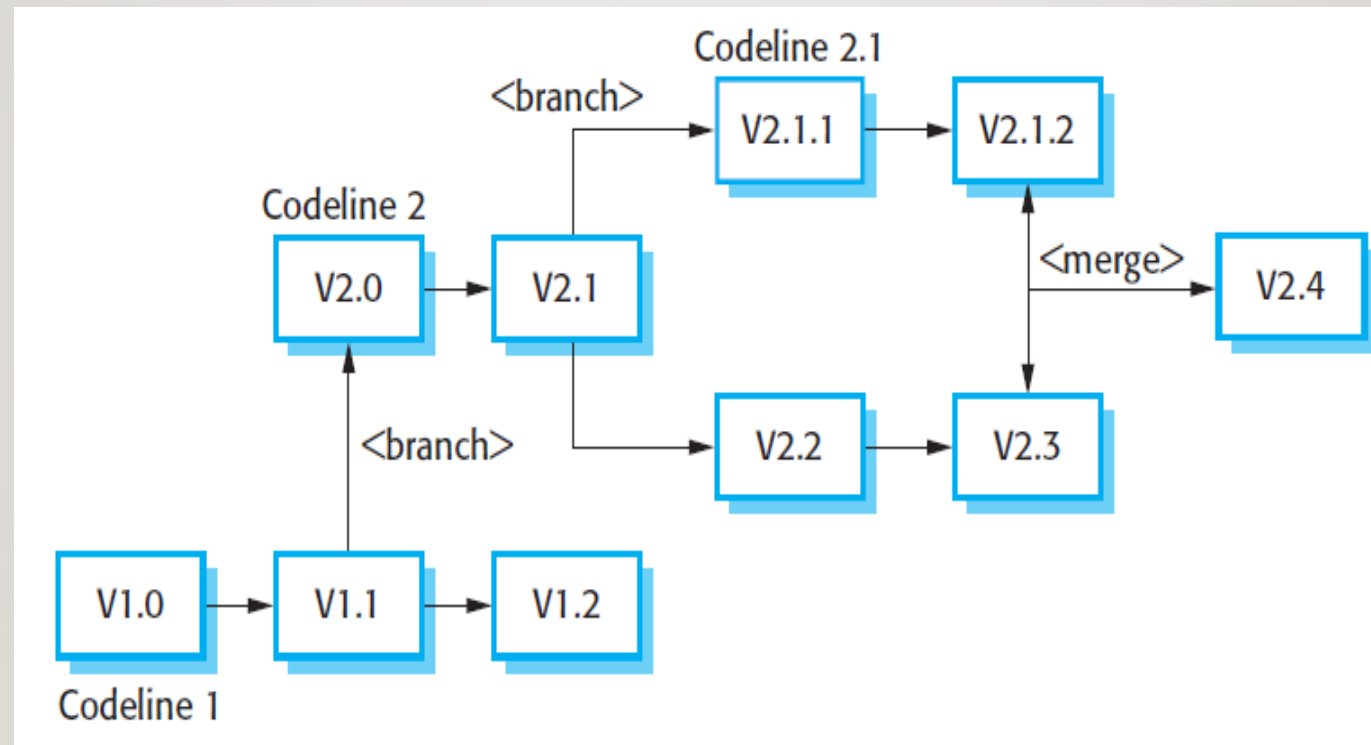 Codeline 2.1
<branch>
V2.1.1
V2.1.2
Codeline 2
V2.0
V2.1
<merge>
V2.4
<branch>
V2.2
V2.3
V1.0
V1.1
V1.2
Codeline 1